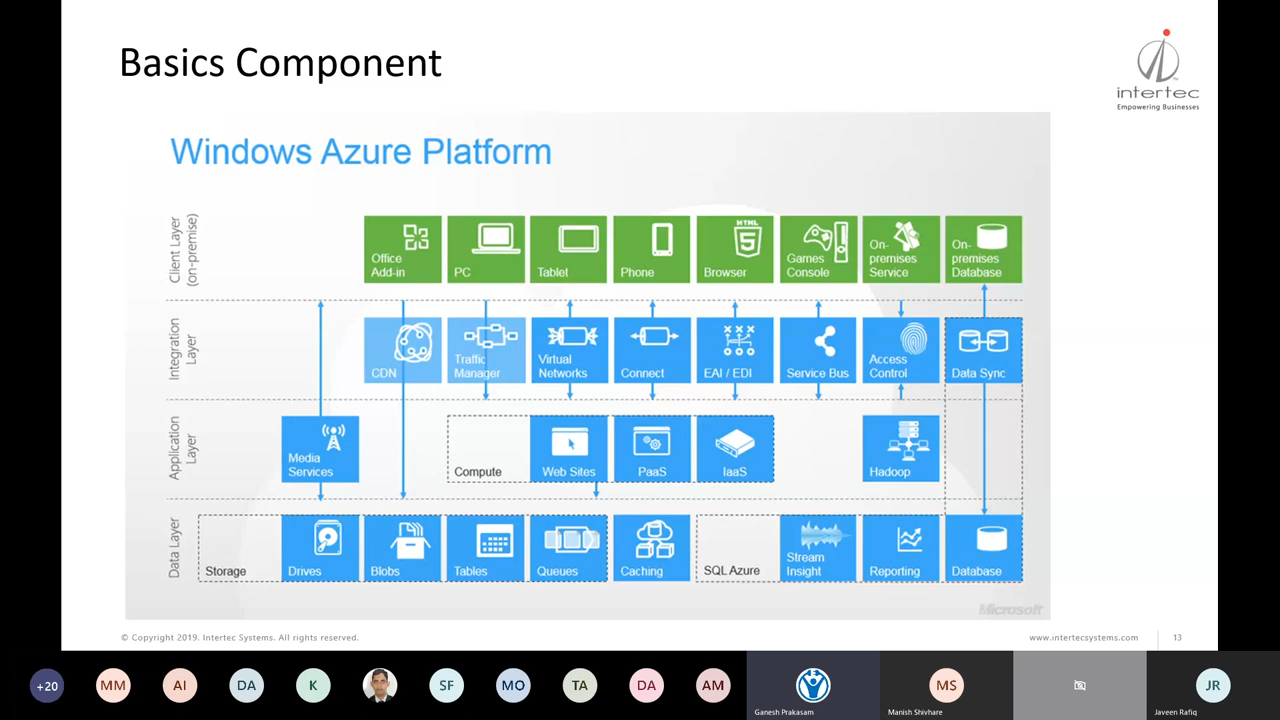 Basics Component
intertec
Empowering Businesses
Windows Azure Platform
Client Layer
(on-premise)
Office
Add-in
PC
Tablet
Phone
HTML
5
Browser
Games
Console
On-
premises
Service
On-
premises
Database
Integration
Layer
CDN
Traffic
Manager
Virtual
Networks
Connect
EAI / EDI
Service Bus
Access
Control
Data Sync
Application
Layer
Media
Services
Compute
Web Sites
PaaS
IaaS
Hadoop
Data Layer
Storage
Drives
Blobs
Tables
Queues
Caching
SQL Azure
Stream
Insight
Reporting
Database
Microsoft
© Copyright 2019. Intertec Systems. All rights reserved.
www.intertecsystems.com
13
+20
MM
AI
DA
K
SF
MO
TA
DA
AM
Ganesh Prakasam
MS
Manish Shivhare
JR
Javeen Rafiq